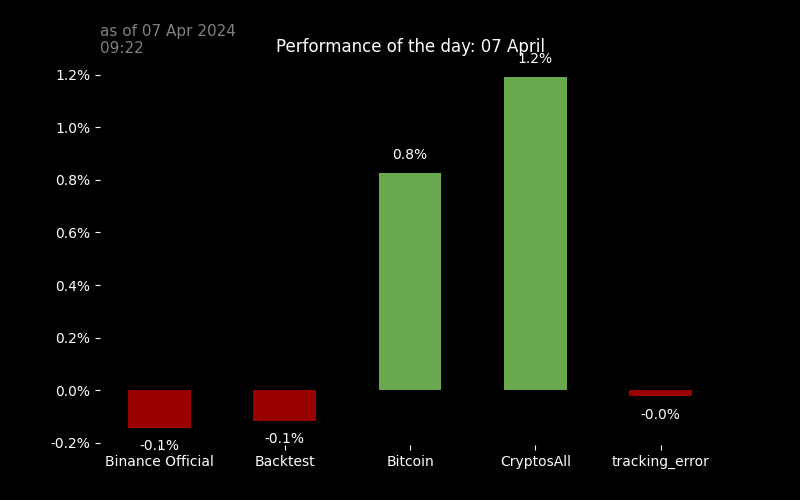 as of 07 Apr 2024
09:22
Performance of the day: 07 April
1.2%
1.2%
1.0%
0.8%
0.8%
0.6%
0.4%
0.2%
0.0%
-0.0%
-0.1%
-0.1%
-0.2%
Binance Official
Backtest
Bitcoin
CryptosAll
tracking_error